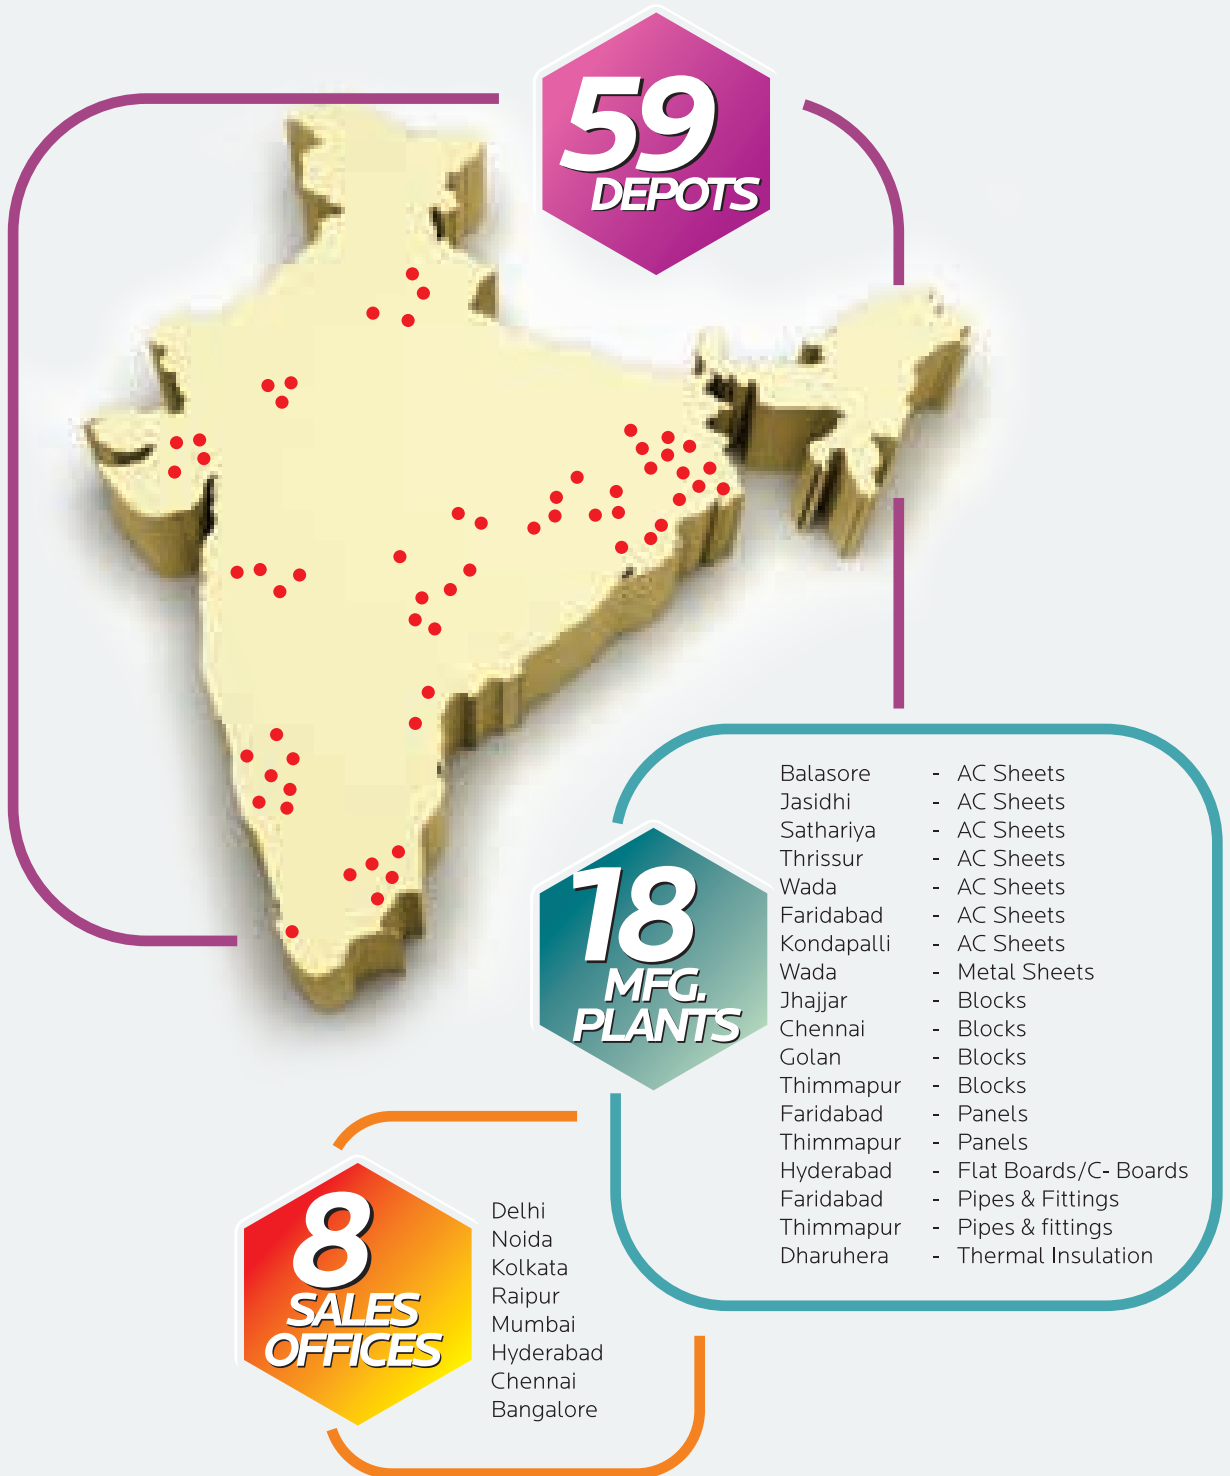 59
DEPOTS
18
MFG.
PLANTS
Balasore - AC Sheets
Jasidhi - AC Sheets
Sathariya - AC Sheets
Thrissur - AC Sheets
Wada - AC Sheets
Faridabad - AC Sheets
Kondapalli - AC Sheets
Wada - Metal Sheets
Jhajjar - Blocks
Chennai - Blocks
Golan - Blocks
Thimmapur - Blocks
Faridabad - Panels
Thimmapur - Panels
Hyderabad - Flat Boards/C- Boards
Faridabad - Pipes & Fittings
Thimmapur - Pipes & fittings
Dharuhera - Thermal Insulation
8
SALES
OFFICES
Delhi
Noida
Kolkata
Raipur
Mumbai
Hyderabad
Chennai
Bangalore